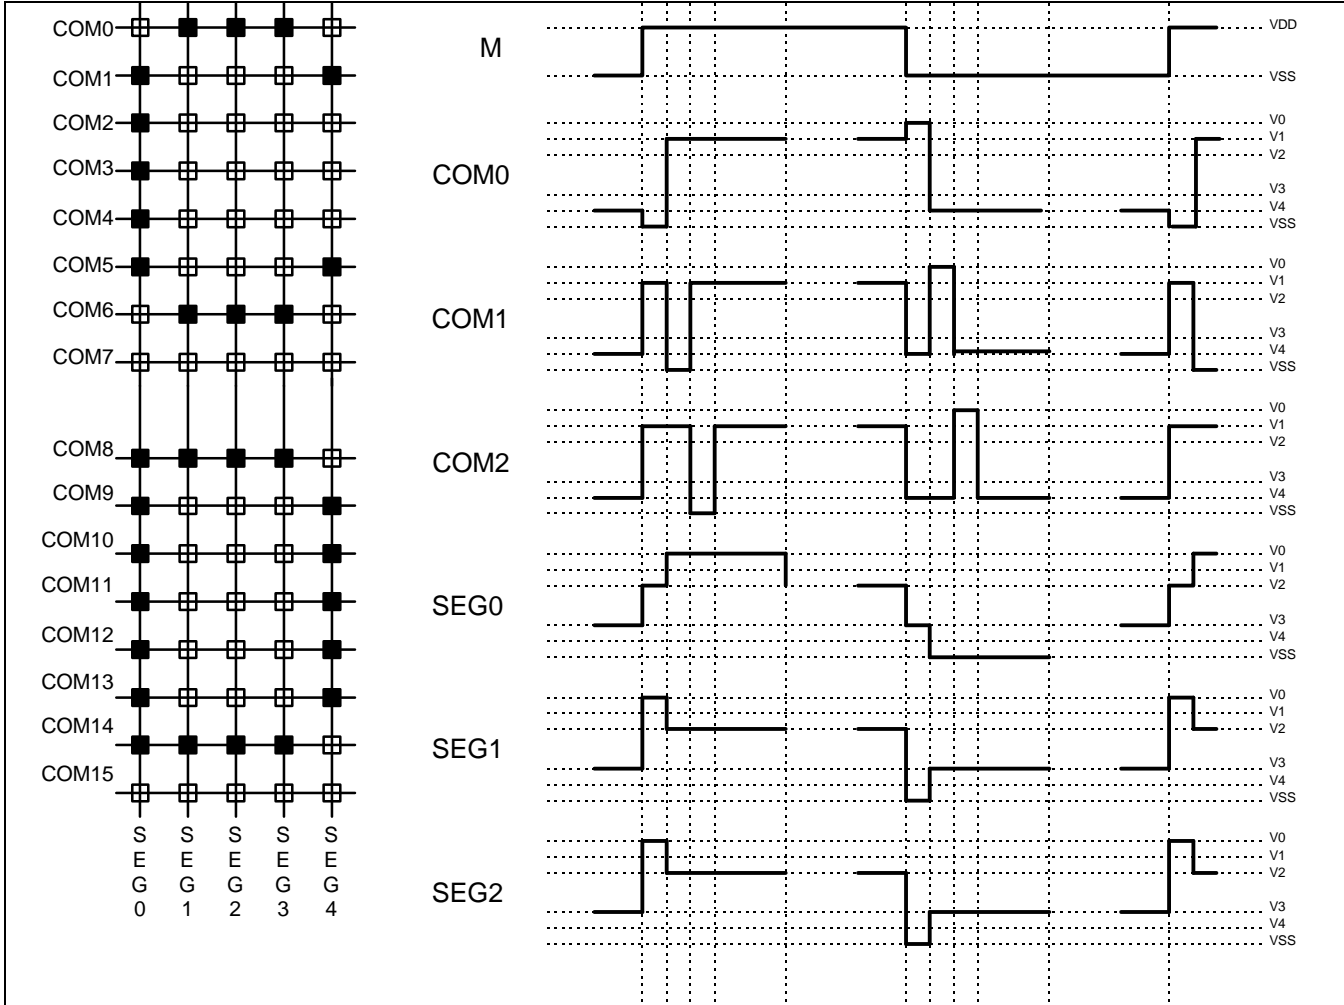 COM0
COM1
COM2
COM3
COM4
COM5
COM6
COM7
COM8
COM9
COM10
COM11
COM12
COM13
COM14
COM15
S S S S S
E E E E E
G G G G G
0 1 2 3 4
M
VDD
VSS
COM0
V0
V1
V2
V3
V4
VSS
COM1
V0
V1
V2
V3
V4
VSS
COM2
V0
V1
V2
V3
V4
VSS
SEG0
V0
V1
V2
V3
V4
VSS
SEG1
V0
V1
V2
V3
V4
VSS
SEG2
V0
V1
V2
V3
V4
VSS